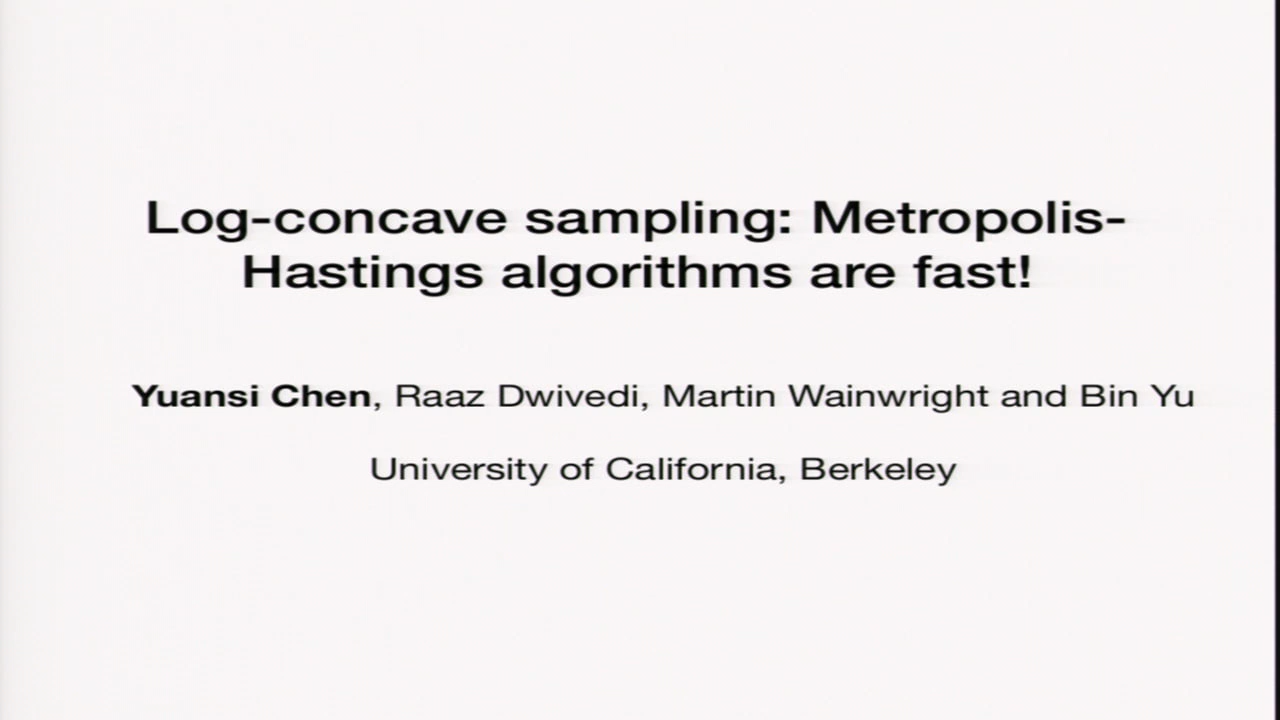 Log-concave sampling: Metropolis-
Hastings algorithms are fast!
Yuansi Chen, Raaz Dwivedi, Martin Wainwright and Bin Yu
University of California, Berkeley